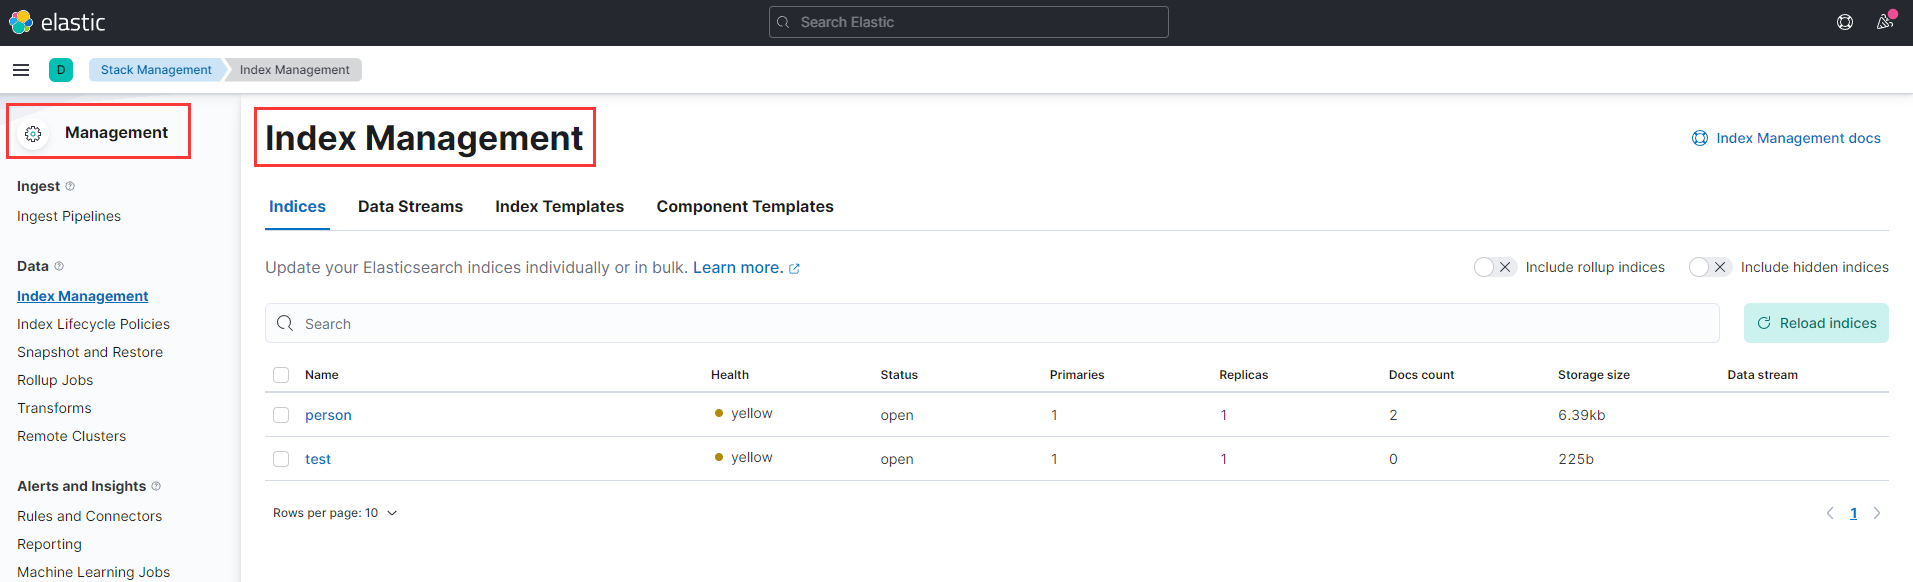 elastic
Search Elastic
D
Stack Management
Index Management
Management
Ingest
Ingest Pipelines
Data
Index Management
Index Lifecycle Policies
Snapshot and Restore
Rollup Jobs
Transforms
Remote Clusters
Alerts and Insights
Rules and Connectors
Reporting
Machine Learning Jobs
Index Management
Index Management docs
Indices Data Streams Index Templates Component Templates
Update your Elasticsearch indices individually or in bulk. Learn more.
Include rollup indices
Include hidden indices
Search
Reload indices
Name Health Status Primaries Replicas Docs count Storage size Data stream
person yellow open 1 1 2 6.39kb
test yellow open 1 1 0 225b
Rows per page: 10
1